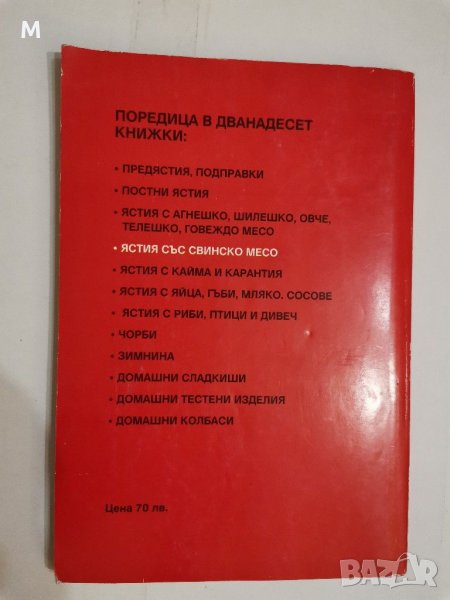 M
ПОРЕДИЦА В ДВАНАДЕСЕТ
КНИЖКИ:
• ПРЕДЯСТИЯ, ПОДПРАВКИ
• ПОСТНИ ЯСТИЯ
• ЯСТИЯ С АГНЕШКО, ШИЛЕШКО, ОВЧЕ,
ТЕЛЕШКО, ГОВЕЖДО МЕСО
• ЯСТИЯ СЪС СВИНСКО МЕСО
• ЯСТИЯ С КАЙМА И КАРАНТИЯ
• ЯСТИЯ С ЯЙЦА, ГЪБИ, МЛЯКО. СОСОВЕ
• ЯСТИЯ С РИБИ, ПТИЦИ И ДИВЕЧ
• ЧОРБИ
• ЗИМНИНА
• ДОМАШНИ СЛАДКИШИ
• ДОМАШНИ ТЕСТЕНИ ИЗДЕЛИЯ
• ДОМАШНИ КОЛБАСИ
Цена 70 лв.
BAZAR